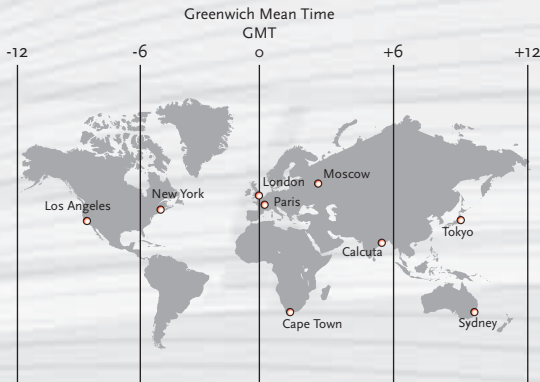 Greenwich Mean Time
GMT
-12 -6 0 +6 +12
London
Moscow
New York
Paris
Los Angeles
Tokyo
Calcuta
Cape Town
Sydney